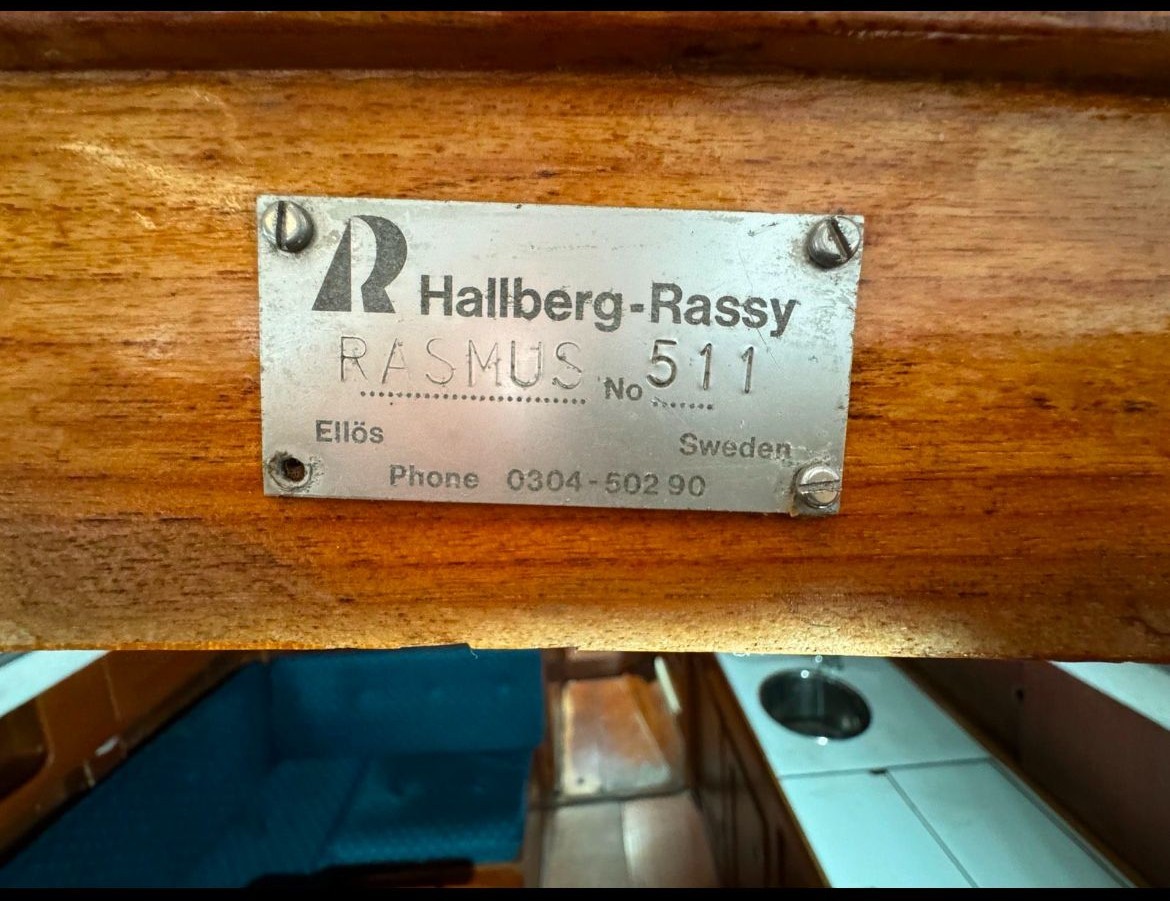 R Hallberg-Rassy
RASMUS No 511
Ellös Sweden
Phone 0304-502 90